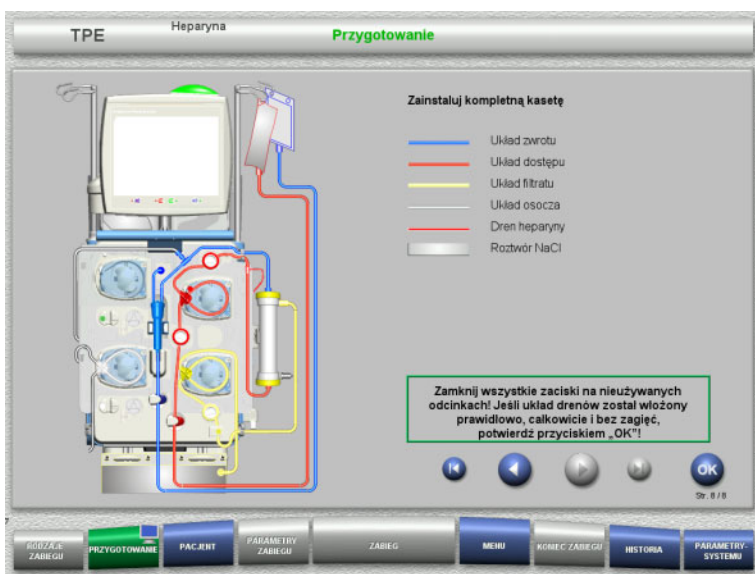 TPE
Heparyna
Przygotowanie
Zainstaluj kompletną kasetę
Układ zwrotu
Układ dostępu
Układ filtratu
Układ osocza
Dren heparyny
Roztwór NaCl
Zamknij wszystkie zaciski na nieużywanych
odcinkach! Jeśli układ drenów został włożony
prawidłowo, całkowicie i bez zagięć,
potwierdź przyciskiem „OK"!
OK
Str. 8 / 8
RODZAJE
ZABIEGU
PRZYGOTOWANIE
PACJENT
PARAMETRY
ZABIEGU
ZABIEG
MENU
KONIEC ZABIEGU
HISTORIA
PARAMETRY-
SYSTEMU